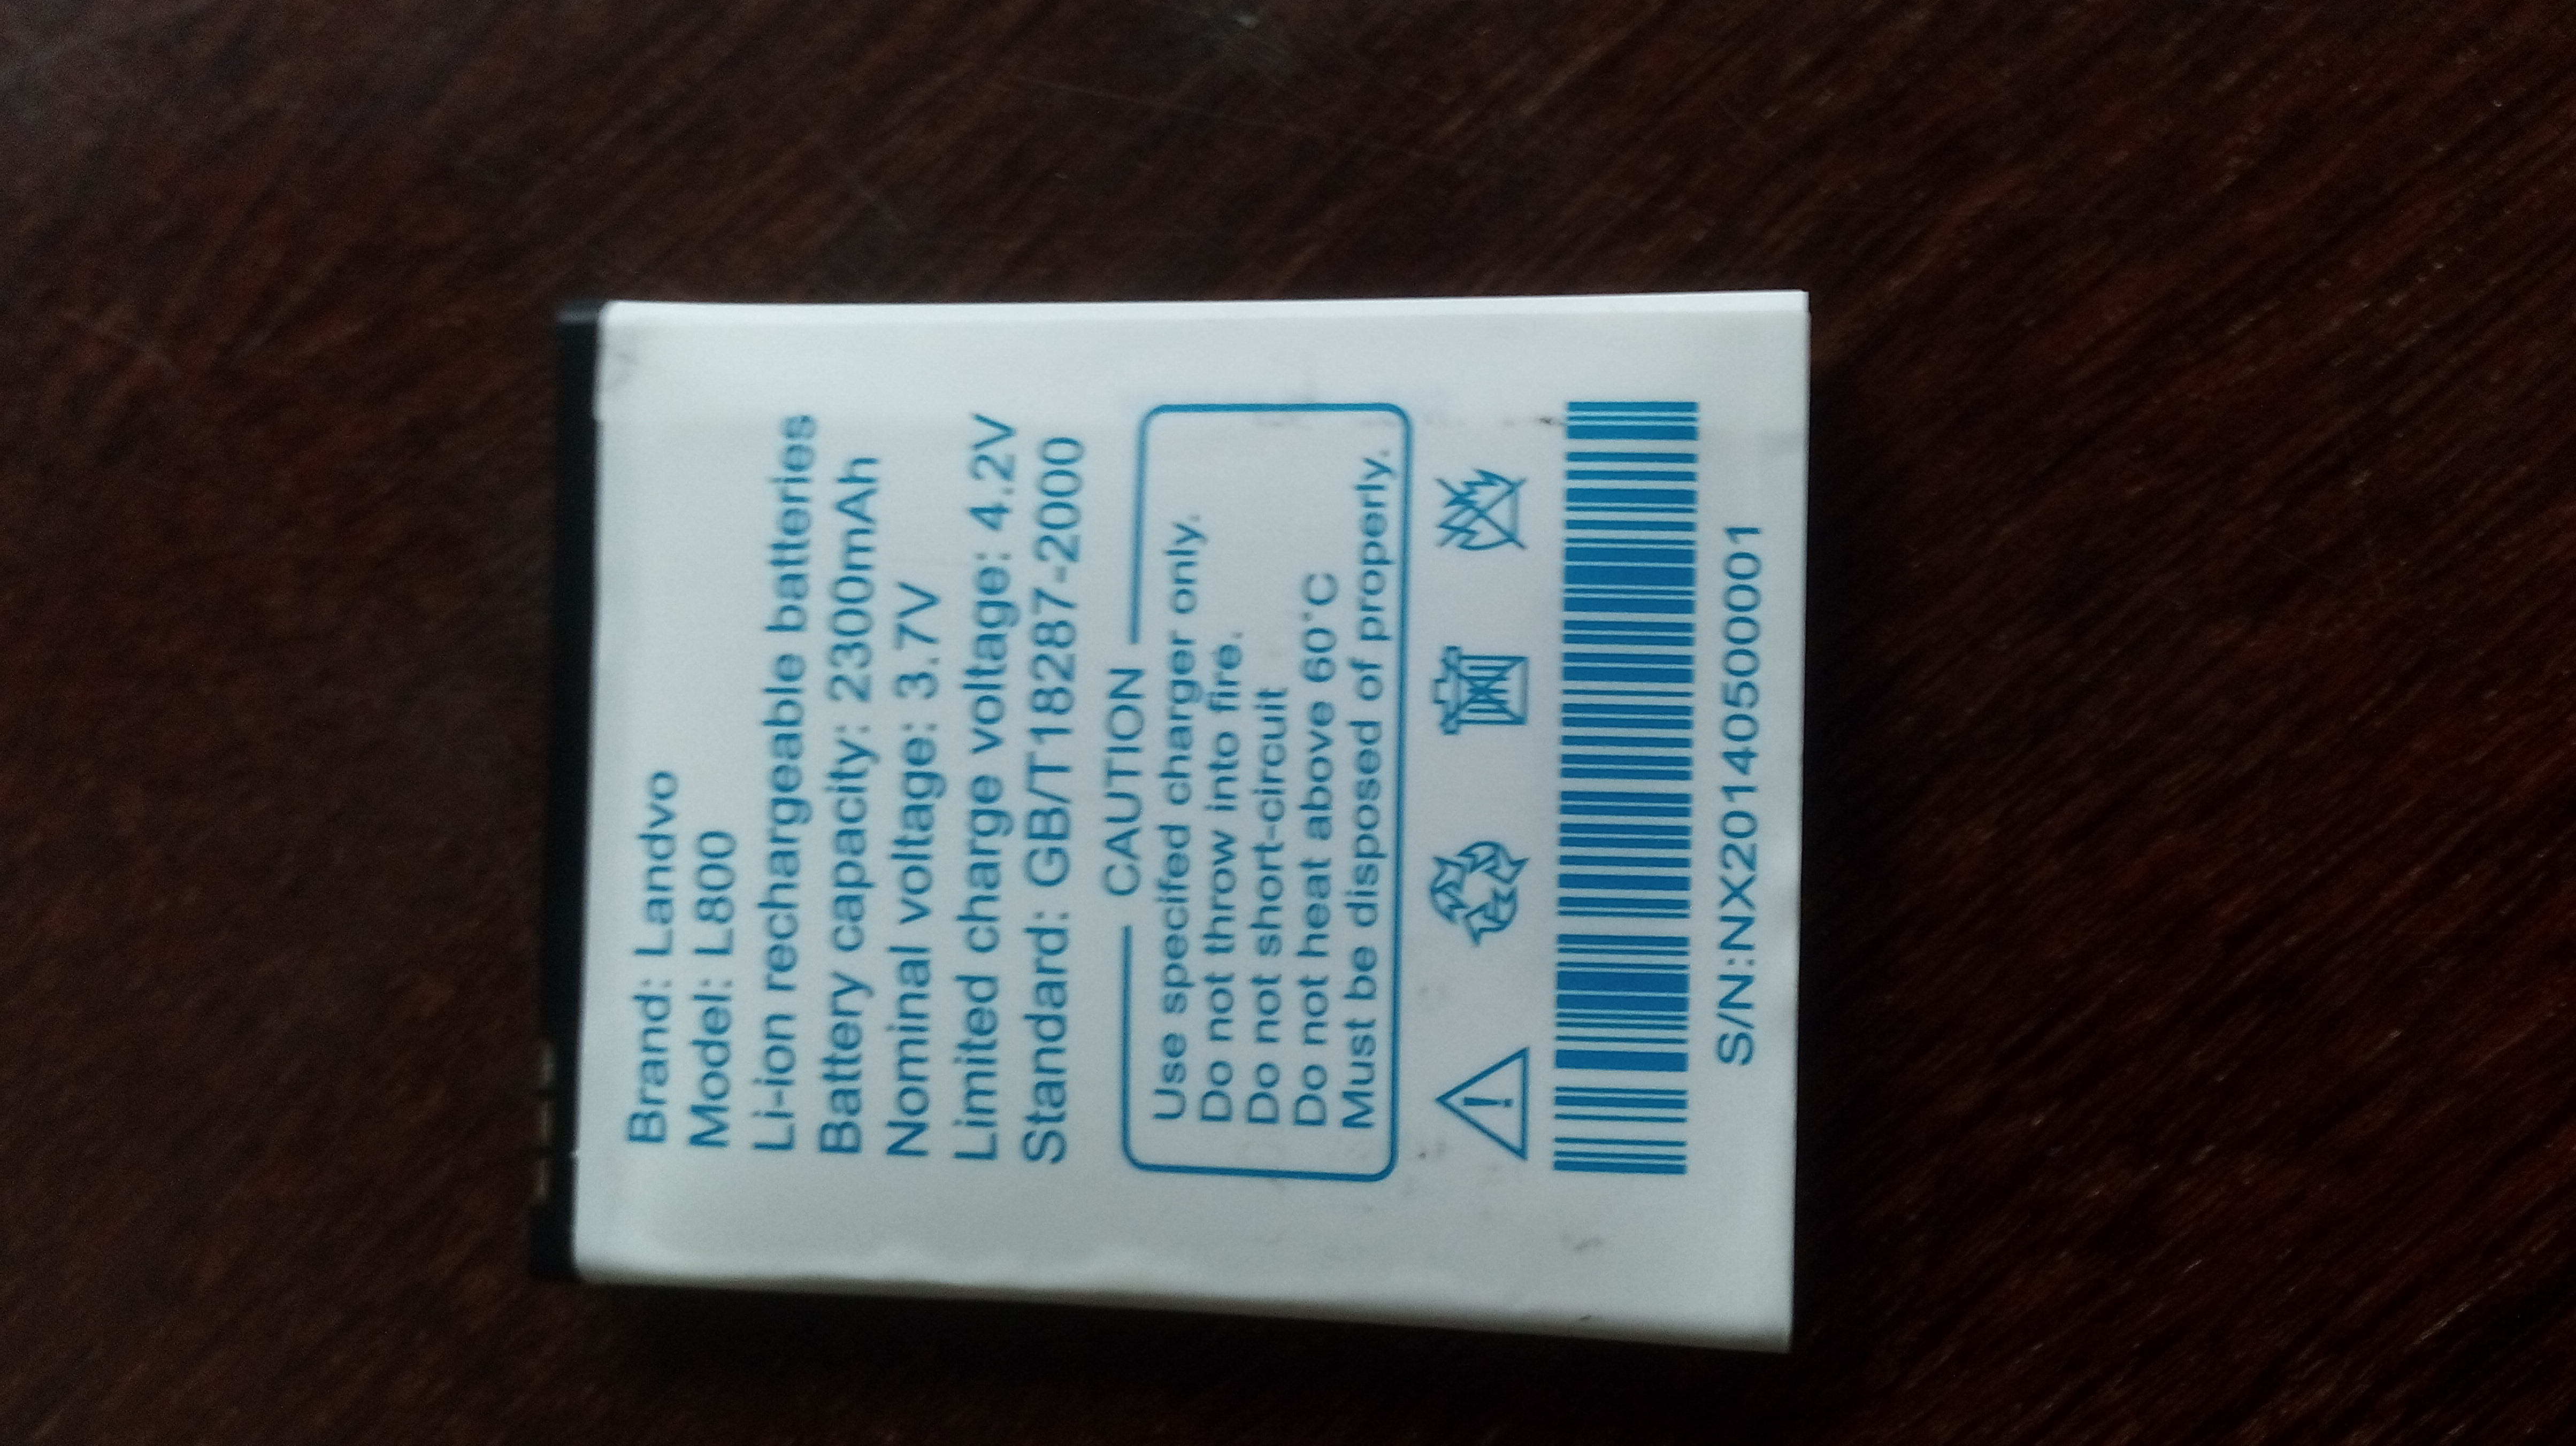 Brand: Landvo
Model: L800
Li-ion rechargeable batteries
Battery capacity: 2300mAh
Nominal voltage: 3.7V
Limited charge voltage: 4.2V
Standard: GB/T18287-2000
CAUTION
Use specifed charger only.
Do not throw into fire.
Do not short-circuit
Do not heat above 60°C
Must be disposed of properly.
S/N:NX20140500001